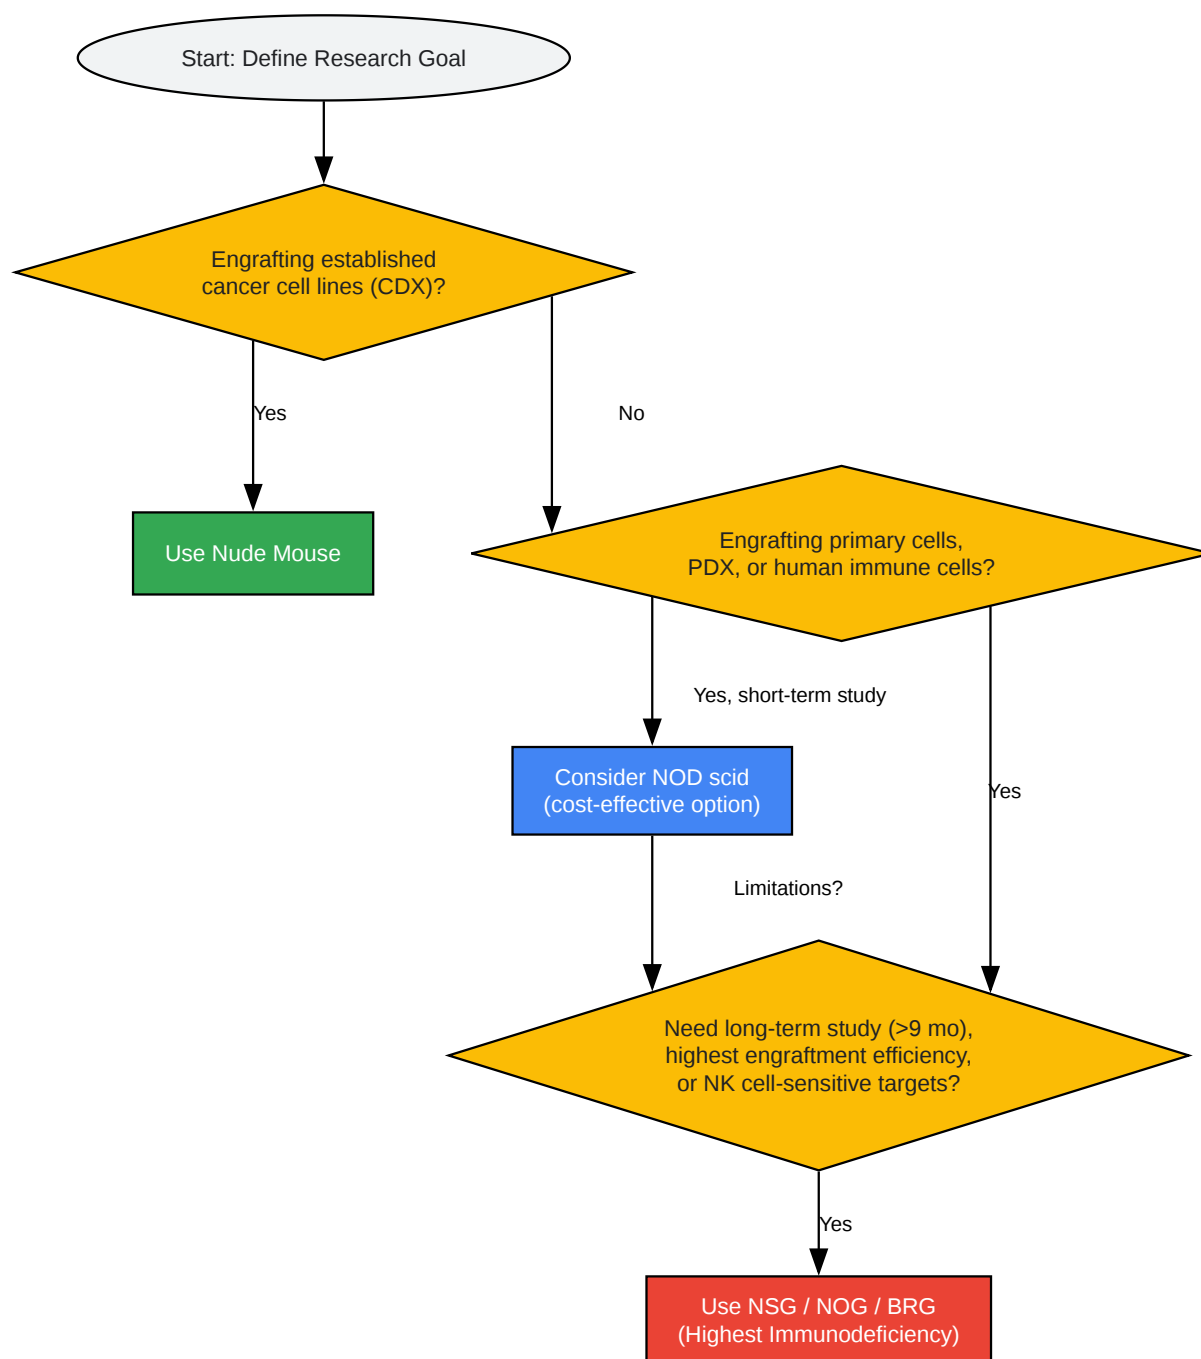 Start: Define Research Goal
Engrafting established
cancer cell lines (CDX)?
Yes
No
Use Nude Mouse
Engrafting primary cells,
PDX, or human immune cells?
Yes, short-term study
Consider NOD scid
(cost-effective option)
Yes
Limitations?
Need long-term study (>9 mo),
highest engraftment efficiency,
or NK cell-sensitive targets?
Yes
Use NSG / NOG / BRG
(Highest Immunodeficiency)